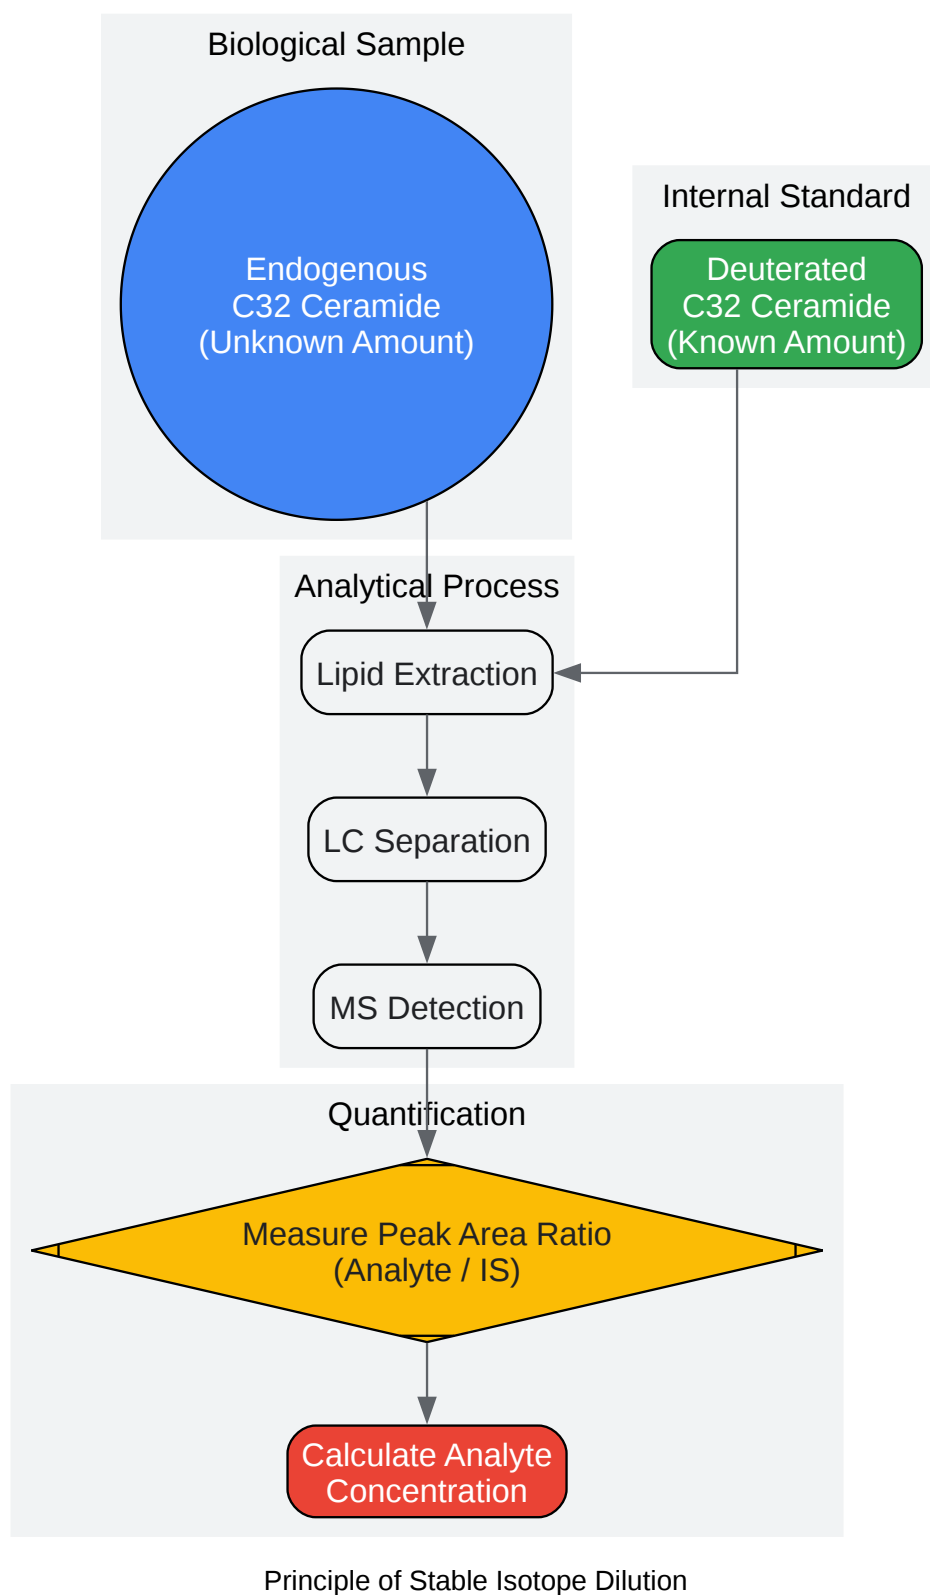 Biological Sample
Endogenous
C32 Ceramide
(Unknown Amount)
Internal Standard
Deuterated
C32 Ceramide
(Known Amount)
Analytical Process
Lipid Extraction
LC Separation
MS Detection
Quantification
Measure Peak Area Ratio
(Analyte / IS)
Calculate Analyte
Concentration
Principle of Stable Isotope Dilution